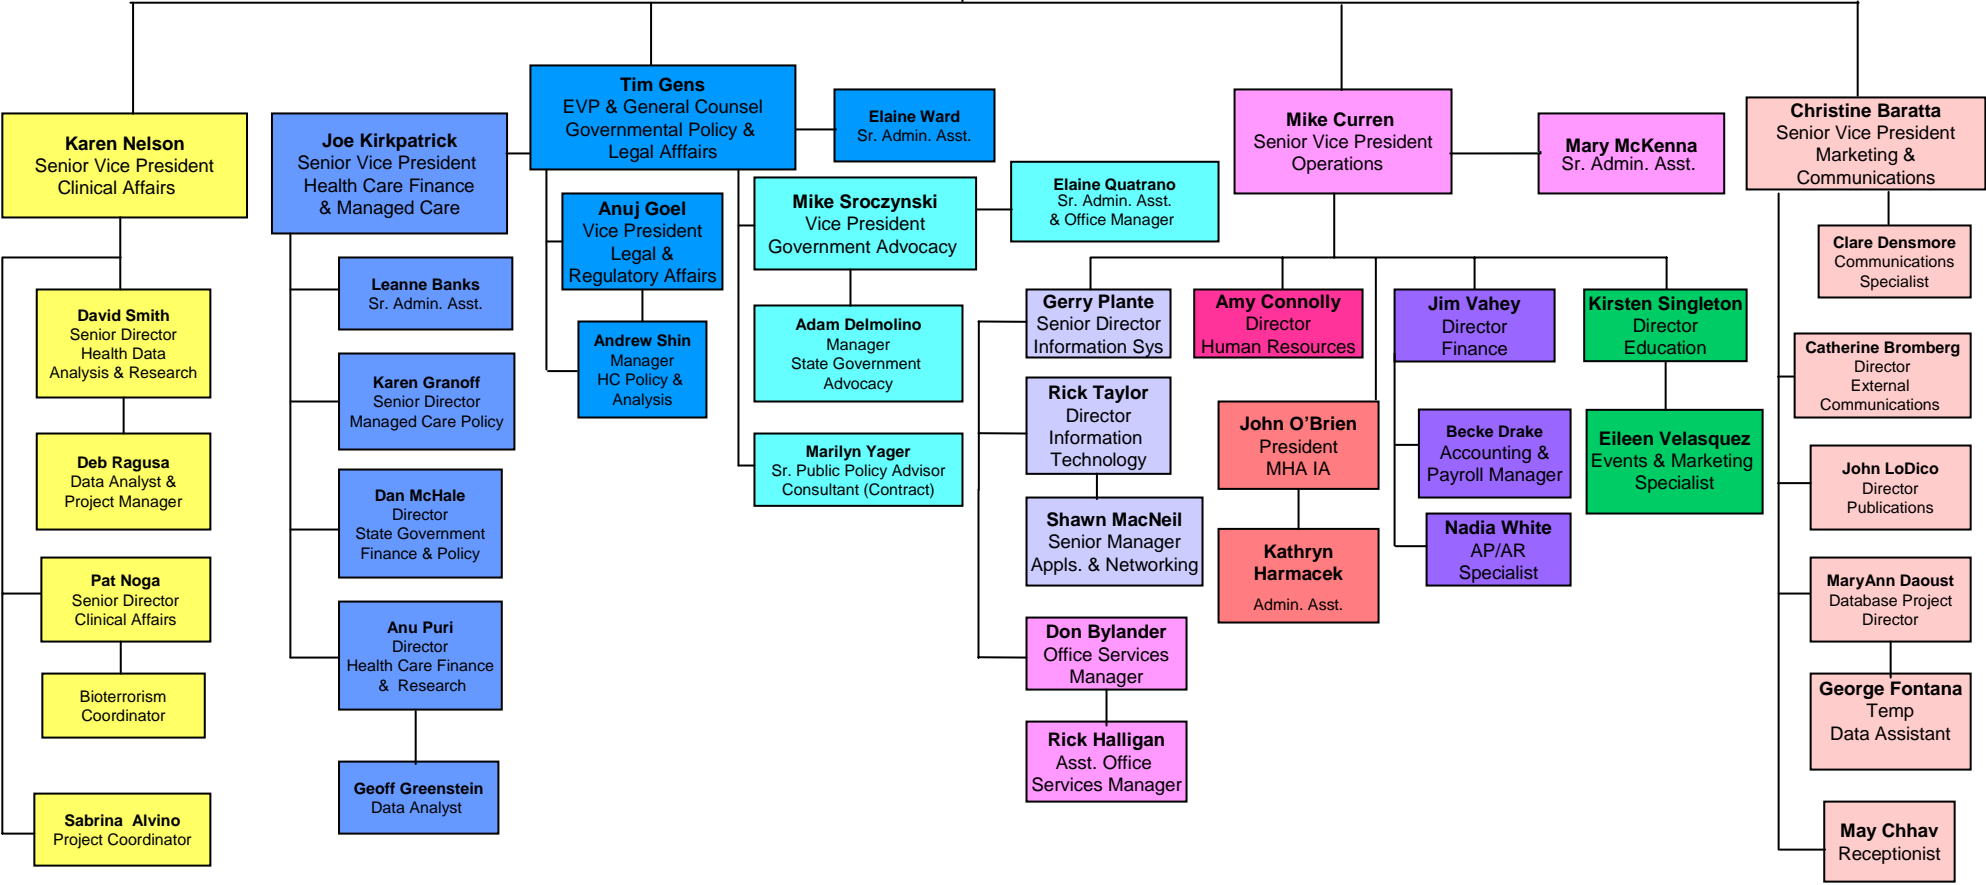 Karen Nelson
Senior Vice President
Clinical Affairs
David Smith
Senior Director
Health Data
Analysis & Research
Deb Ragusa
Data Analyst &
Project Manager
Pat Noga
Senior Director
Clinical Affairs
Bioterrorism
Coordinator
Sabrina Alvino
Project Coordinator
Joe Kirkpatrick
Senior Vice President
Health Care Finance
& Managed Care
Leanne Banks
Sr. Admin. Asst.
Karen Granoff
Senior Director
Managed Care Policy
Dan McHale
Director
State Government
Finance & Policy
Anu Puri
Director
Health Care Finance
& Research
Geoff Greenstein
Data Analyst
Tim Gens
EVP & General Counsel
Governmental Policy &
Legal Afffairs
Elaine Ward
Sr. Admin. Asst.
Anuj Goel
Vice President
Legal &
Regulatory Affairs
Andrew Shin
Manager
HC Policy &
Analysis
Mike Sroczynski
Vice President
Government Advocacy
Elaine Quatrano
Sr. Admin. Asst.
& Office Manager
Adam Delmolino
Manager
State Government
Advocacy
Marilyn Yager
Sr. Public Policy Advisor
Consultant (Contract)
Mike Curren
Senior Vice President
Operations
Mary McKenna
Sr. Admin. Asst.
Gerry Plante
Senior Director
Information Sys
Rick Taylor
Director
Information
Technology
Shawn MacNeil
Senior Manager
Appls. & Networking
Don Bylander
Office Services
Manager
Rick Halligan
Asst. Office
Services Manager
Amy Connolly
Director
Human Resources
John O’Brien
President
MHA IA
Kathryn
Harmacek
Admin. Asst.
Jim Vahey
Director
Finance
Becke Drake
Accounting &
Payroll Manager
Nadia White
AP/AR
Specialist
Kirsten Singleton
Director
Education
Eileen Velasquez
Events & Marketing
Specialist
Christine Baratta
Senior Vice President
Marketing &
Communications
Clare Densmore
Communications
Specialist
Catherine Bromberg
Director
External
Communications
John LoDico
Director
Publications
MaryAnn Daoust
Database Project
Director
George Fontana
Temp
Data Assistant
May Chhav
Receptionist